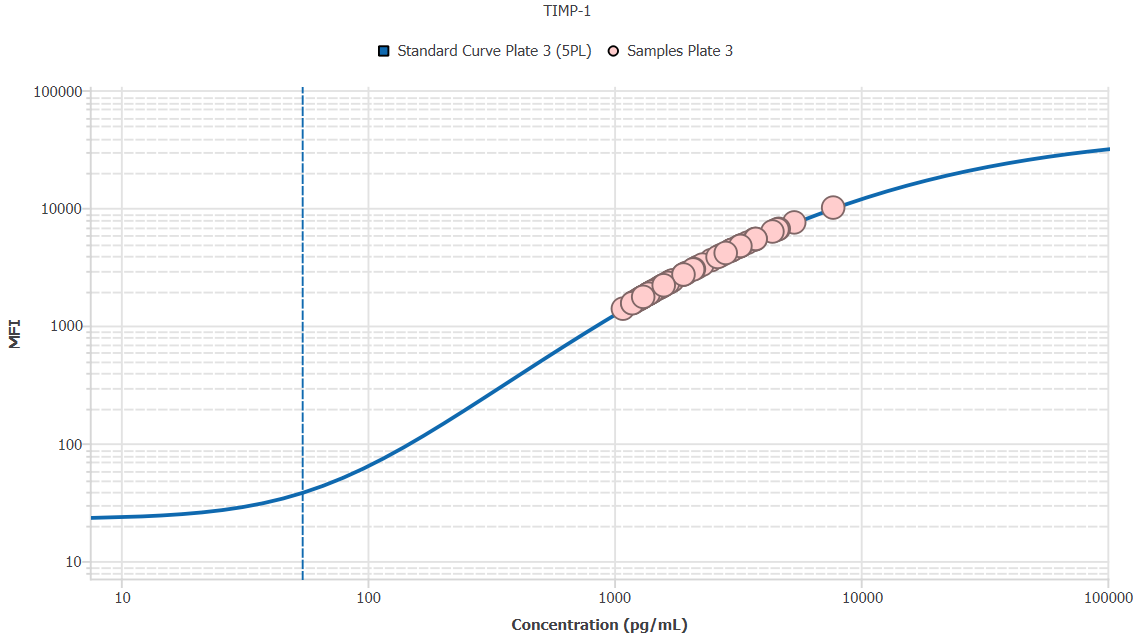 TIMP-1
Standard Curve Plate 3 (5PL) Samples Plate 3
100000
10000
1000
100
10
MFI
10 100 1000 10000 100000
Concentration (pg/mL)